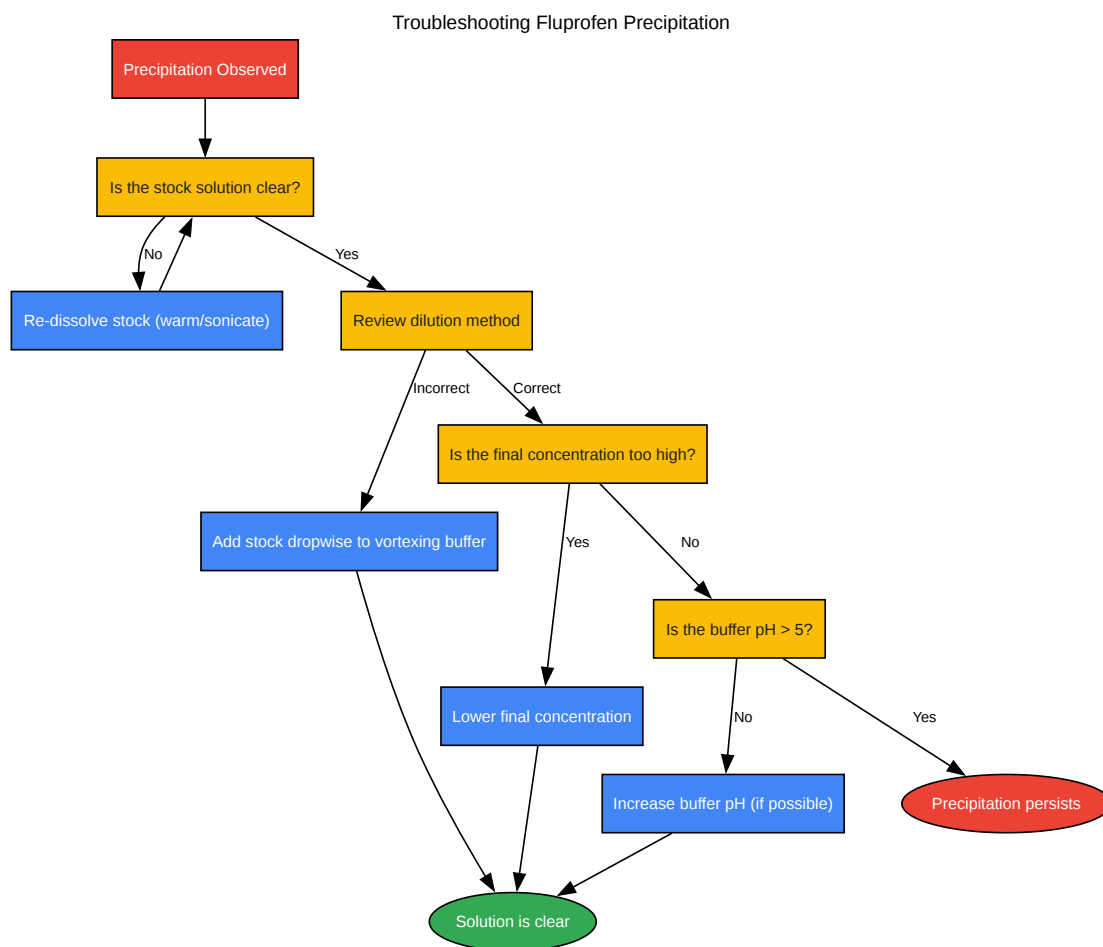 Troubleshooting Fluprofen Precipitation
Precipitation Observed
Is the stock solution clear?
No
Yes
Re-dissolve stock (warm/sonicate)
Review dilution method
Incorrect
Correct
Is the final concentration too high?
Add stock dropwise to vortexing buffer
Yes
No
Is the buffer pH > 5?
Lower final concentration
No
Yes
Increase buffer pH (if possible)
Precipitation persists
Solution is clear